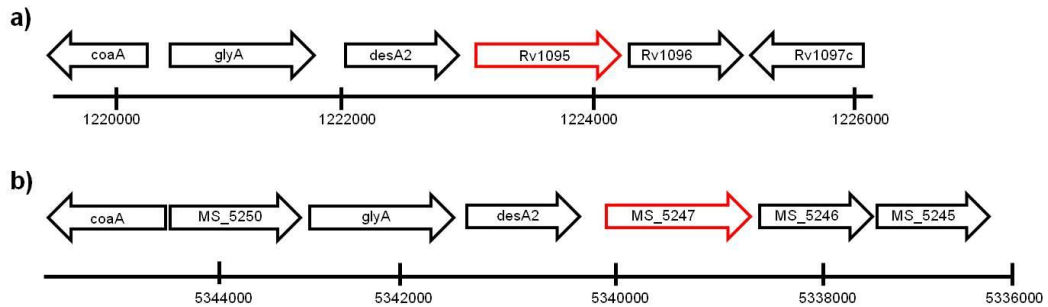 a)
coaA glyA desA2 Rv1095 Rv1096 Rv1097c
1220000 1222000 1224000 1226000
b)
coaA MS_5250 glyA desA2 MS_5247 MS_5246 MS_5245
5344000 5342000 5340000 5338000 5336000